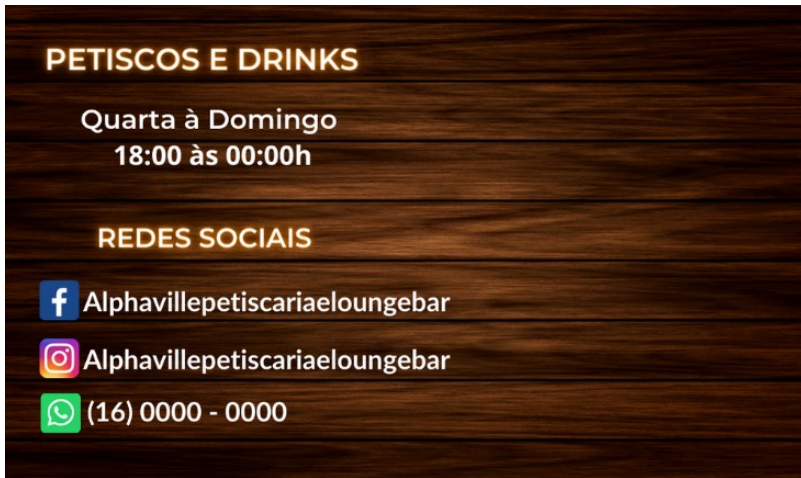 PETISCOS E DRINKS
Quarta à Domingo
18:00 às 00:00h
REDES SOCIAIS
Alphavillepetiscariaeloungebar
Alphavillepetiscariaeloungebar
(16) 0000 - 0000